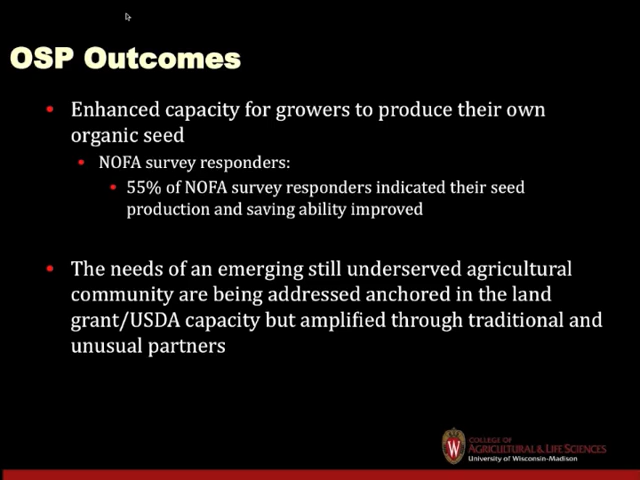 OSP Outcomes
• Enhanced capacity for growers to produce their own
organic seed
• NOFA survey responders:
• 55% of NOFA survey responders indicated their seed
production and saving ability improved
• The needs of an emerging still underserved agricultural
community are being addressed anchored in the land
grant/USDA capacity but amplified through traditional and
unusual partners
W
COLLEGE OF
AGRICULTURAL & LIFE SCIENCES
University of Wisconsin-Madison